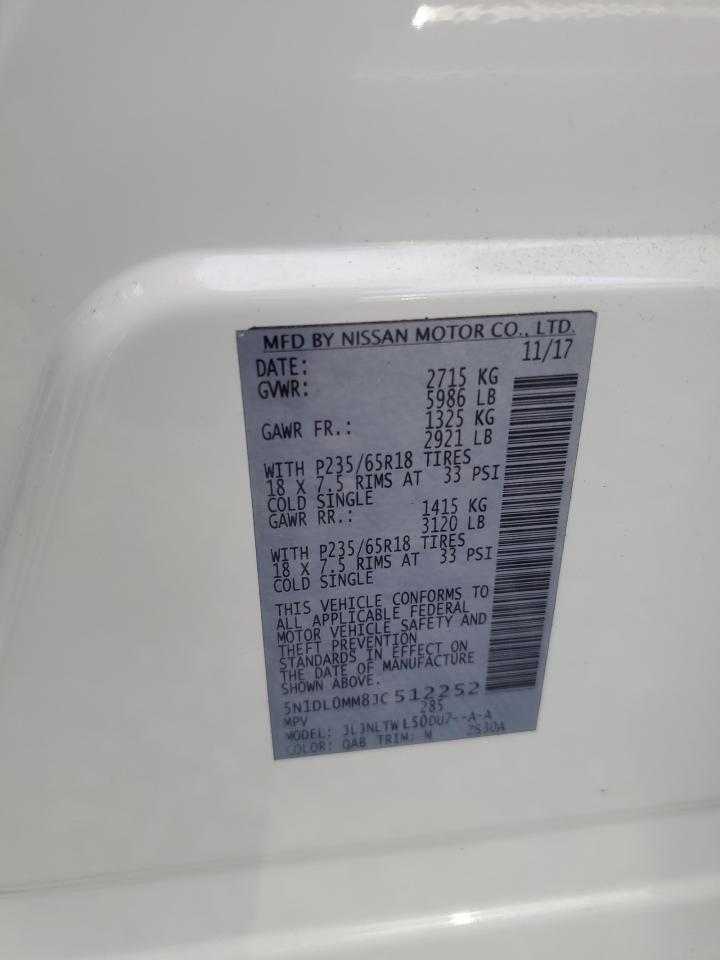 MFD BY NISSAN MOTOR CO., LTD.
DATE: 11/17
GVWR: 2715 KG
5986 LB
GAWR FR.: 1325 KG
2921 LB
WITH P235/65R18 TIRES
18 X 7.5 RIMS AT 33 PSI
COLD SINGLE
GAWR RR.: 1415 KG
3120 LB
WITH P235/65R18 TIRES
18 X 7.5 RIMS AT 33 PSI
COLD SINGLE
THIS VEHICLE CONFORMS TO
ALL APPLICABLE FEDERAL
MOTOR VEHICLE SAFETY AND
THEFT PREVENTION
STANDARDS IN EFFECT ON
THE DATE OF MANUFACTURE
SHOWN ABOVE.
5N1DL0MM8JC512252
MPV 285
MODEL: JLJNLTWL50DU7--A-A
COLOR: QAB TRIM: M 2S30A